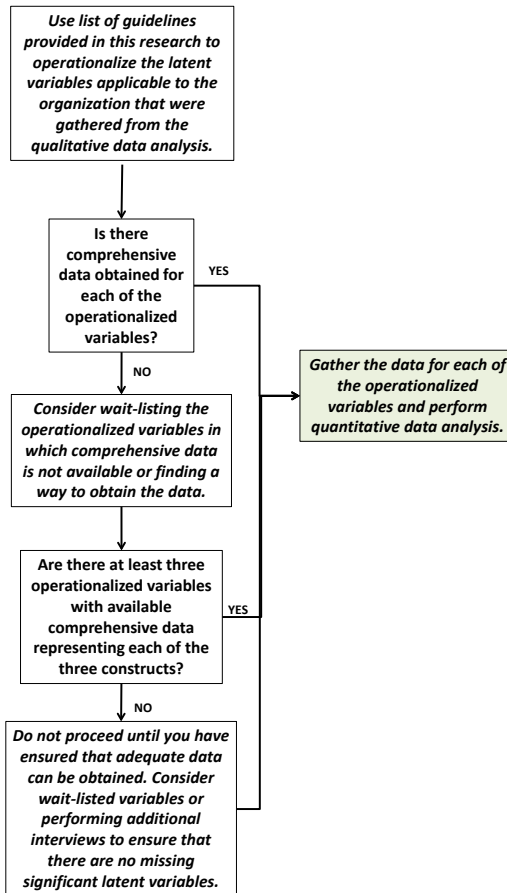 Use list of guidelines
provided in this research to
operationalize the latent
variables applicable to the
organization that were
gathered from the
qualitative data analysis.
Is there
comprehensive
data obtained for
each of the
operationalized
variables?
YES
NO
Gather the data for each of
the operationalized
variables and perform
quantitative data analysis.
Consider wait-listing the
operationalized variables in
which comprehensive data
is not available or finding a
way to obtain the data.
Are there at least three
operationalized variables
with available
comprehensive data
representing each of the
three constructs?
YES
NO
Do not proceed until you have
ensured that adequate data
can be obtained. Consider
wait-listed variables or
performing additional
interviews to ensure that
there are no missing
significant latent variables.